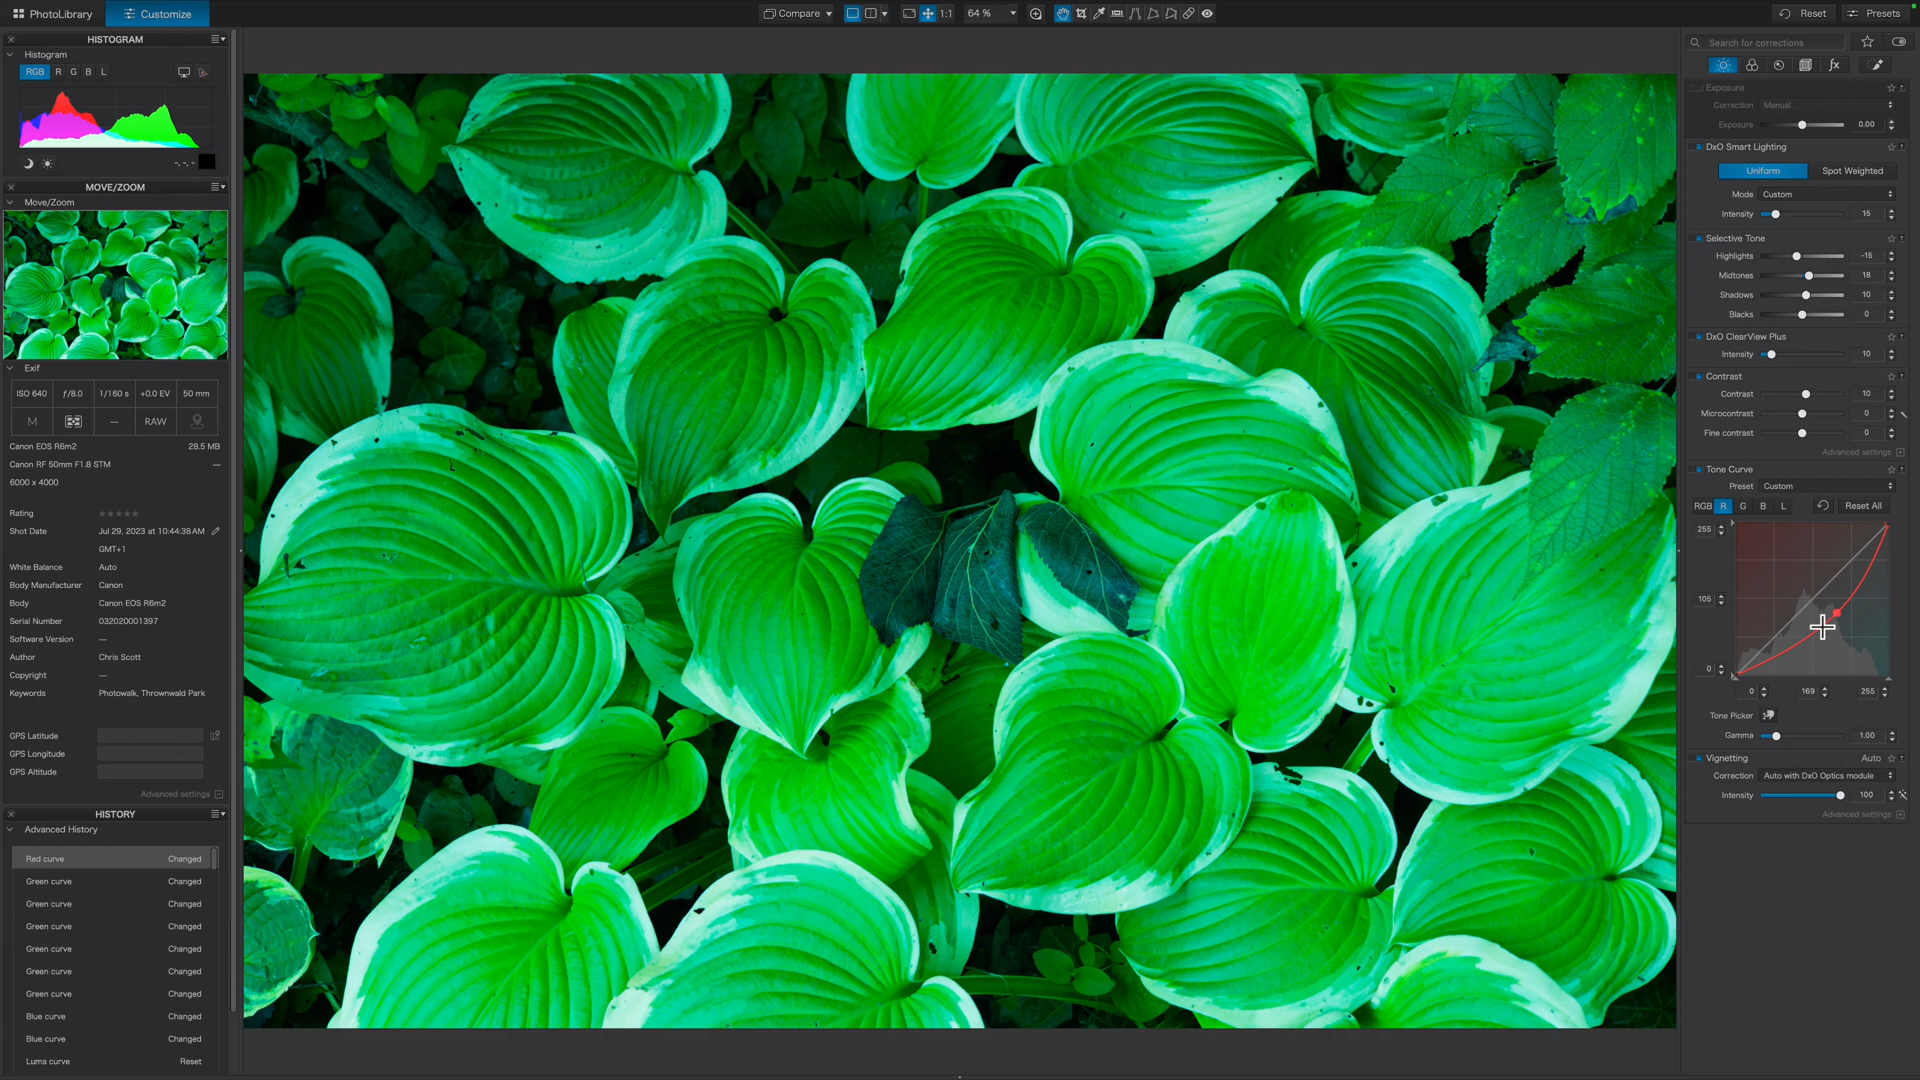 PhotoLibrary
Customize
Compare
1:1
64 %
Reset
Presets
HISTOGRAM
Histogram
RGB R G B L
-,-,-
MOVE/ZOOM
Move/Zoom
Exif
ISO 640
ƒ/8.0
1/160 s
+0.0 EV
50 mm
M
—
RAW
Canon EOS R6m2
28.5 MB
Canon RF 50mm F1.8 STM
—
6000 x 4000
Rating
Shot Date
Jul 29, 2023 at 10:44:38 AM
GMT+1
White Balance Auto
Body Manufacturer Canon
Body Canon EOS R6m2
Serial Number 032020001397
Software Version —
Author Chris Scott
Copyright —
Keywords Photowalk, Thrownwald Park
GPS Latitude
GPS Longitude
GPS Altitude
Advanced settings
HISTORY
Advanced History
Red curve Changed
Green curve Changed
Green curve Changed
Green curve Changed
Green curve Changed
Green curve Changed
Green curve Changed
Blue curve Changed
Blue curve Changed
Luma curve Reset
Search for corrections
fx
Exposure
Correction Manual
Exposure 0.00
DxO Smart Lighting
Uniform
Spot Weighted
Mode Custom
Intensity 15
Selective Tone
Highlights -15
Midtones 18
Shadows 10
Blacks 0
DxO ClearView Plus
Intensity 10
Contrast
Contrast 10
Microcontrast 0
Fine contrast 0
Advanced settings
Tone Curve
Preset Custom
RGB R G B L
Reset All
255
105
0
0 169 255
Tone Picker
Gamma 1.00
Vignetting Auto
Correction Auto with DxO Optics module
Intensity 100
Advanced settings